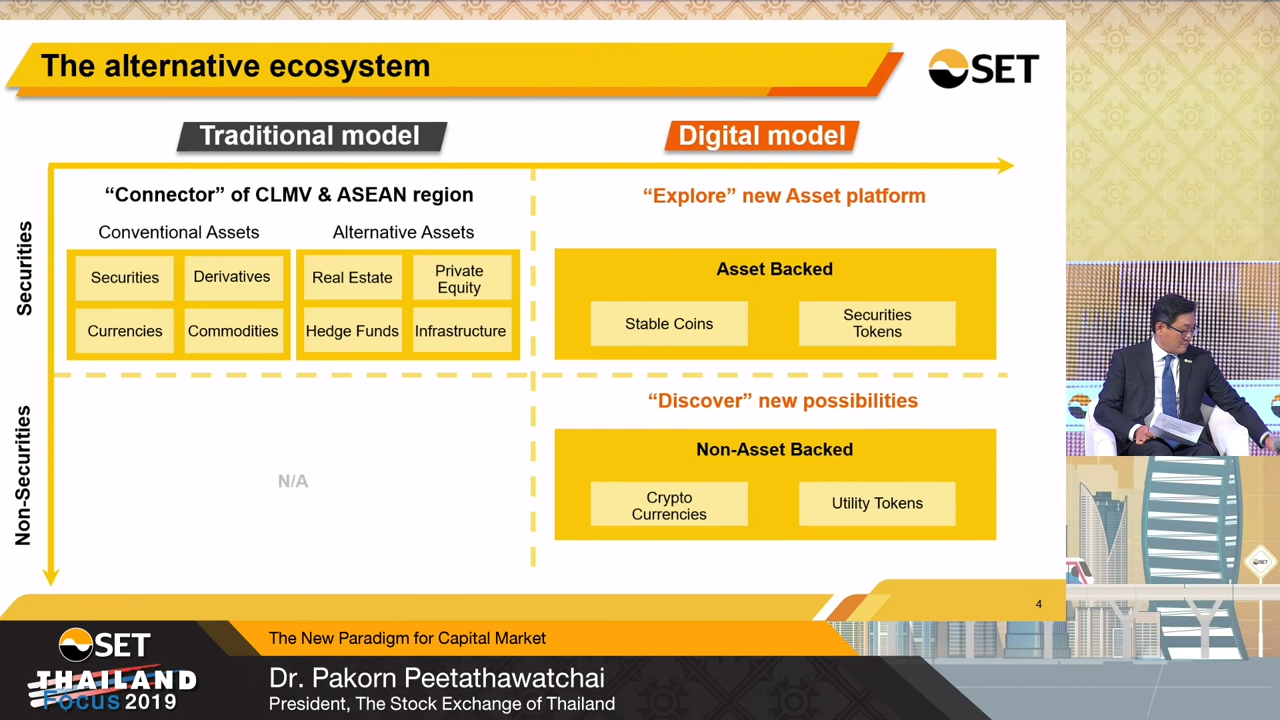 The alternative ecosystem
SET
Traditional model
Digital model
“Connector” of CLMV & ASEAN region
“Explore” new Asset platform
Securities
Conventional Assets
Alternative Assets
Securities
Derivatives
Currencies
Commodities
Real Estate
Private
Equity
Hedge Funds
Infrastructure
Asset Backed
Stable Coins
Securities
Tokens
Non-Securities
N/A
“Discover” new possibilities
Non-Asset Backed
Crypto
Currencies
Utility Tokens
4
SET
SET
THAILAND
FOCUS 2019
The New Paradigm for Capital Market
Dr. Pakorn Peetathawatchai
President, The Stock Exchange of Thailand